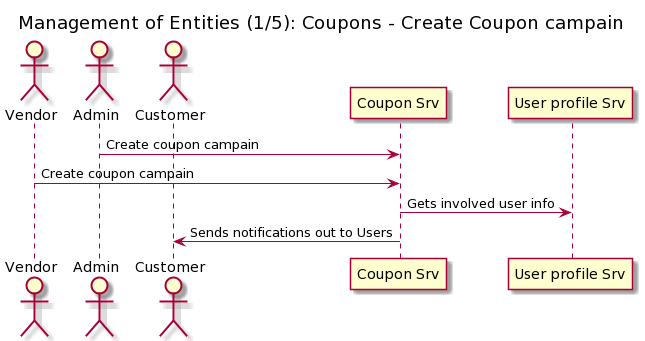 Management of Entities (1/5): Coupons - Create Coupon campain
Vendor Admin Customer Coupon Srv User profile Srv
Create coupon campain
Create coupon campain
Gets involved user info
Sends notifications out to Users
Vendor Admin Customer Coupon Srv User profile Srv